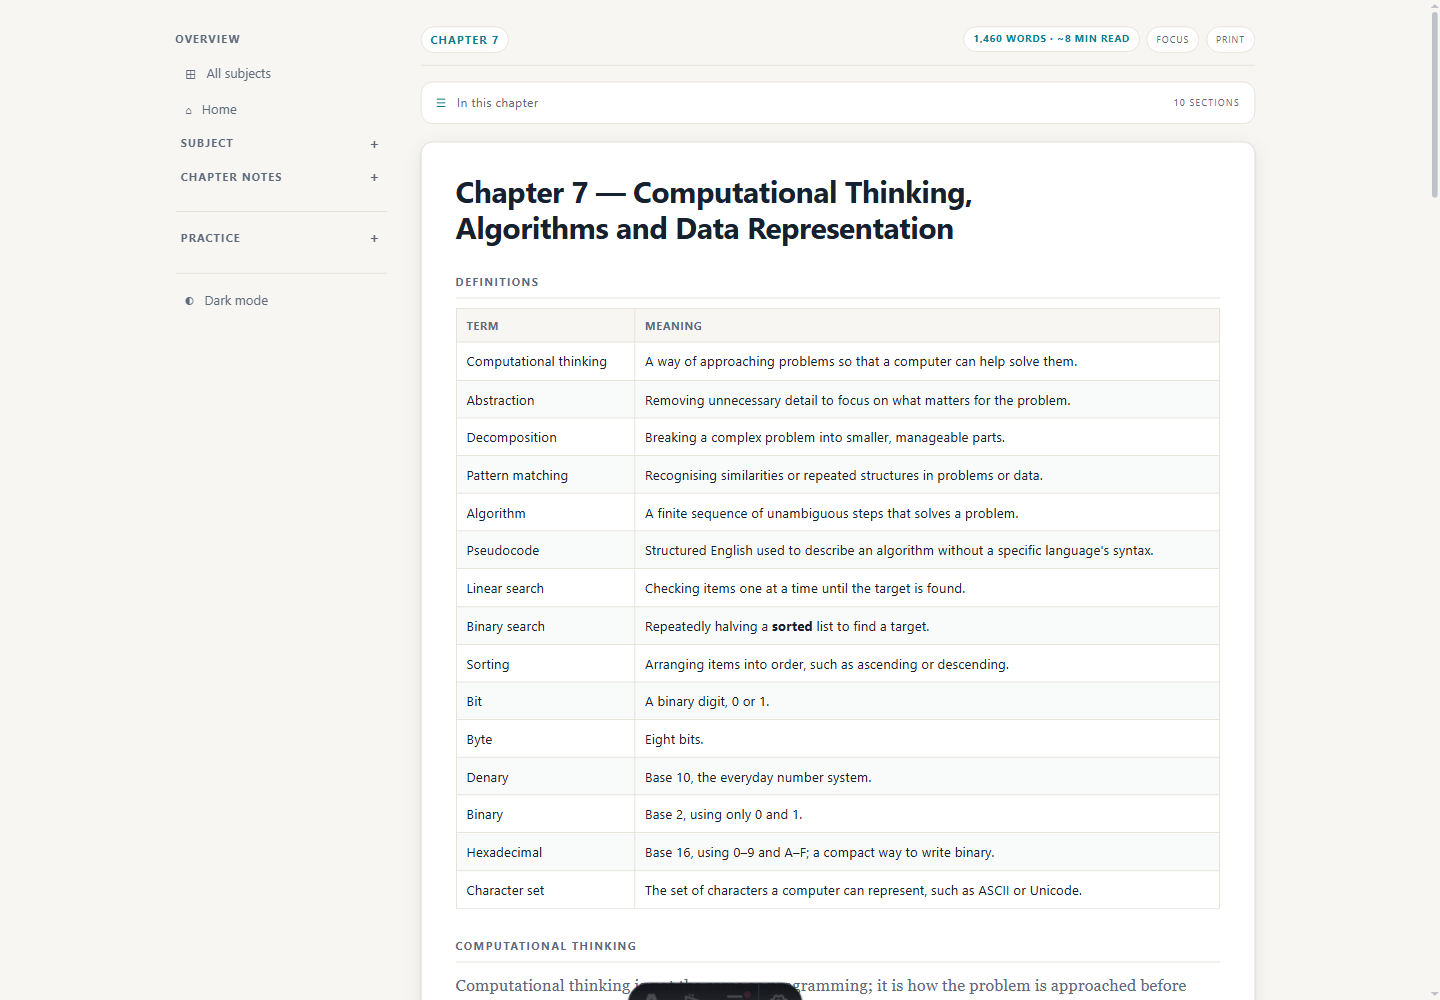 OVERVIEW
All subjects
Home
SUBJECT +
CHAPTER NOTES +
PRACTICE +
Dark mode
CHAPTER 7
1,460 WORDS · ~8 MIN READ
FOCUS
PRINT
In this chapter
10 SECTIONS
Chapter 7 — Computational Thinking,
Algorithms and Data Representation
DEFINITIONS
TERM MEANING
Computational thinking A way of approaching problems so that a computer can help solve them.
Abstraction Removing unnecessary detail to focus on what matters for the problem.
Decomposition Breaking a complex problem into smaller, manageable parts.
Pattern matching Recognising similarities or repeated structures in problems or data.
Algorithm A finite sequence of unambiguous steps that solves a problem.
Pseudocode Structured English used to describe an algorithm without a specific language's syntax.
Linear search Checking items one at a time until the target is found.
Binary search Repeatedly halving a sorted list to find a target.
Sorting Arranging items into order, such as ascending or descending.
Bit A binary digit, 0 or 1.
Byte Eight bits.
Denary Base 10, the everyday number system.
Binary Base 2, using only 0 and 1.
Hexadecimal Base 16, using 0–9 and A–F; a compact way to write binary.
Character set The set of characters a computer can represent, such as ASCII or Unicode.
COMPUTATIONAL THINKING
Computational thinking it is how the problem is approached before